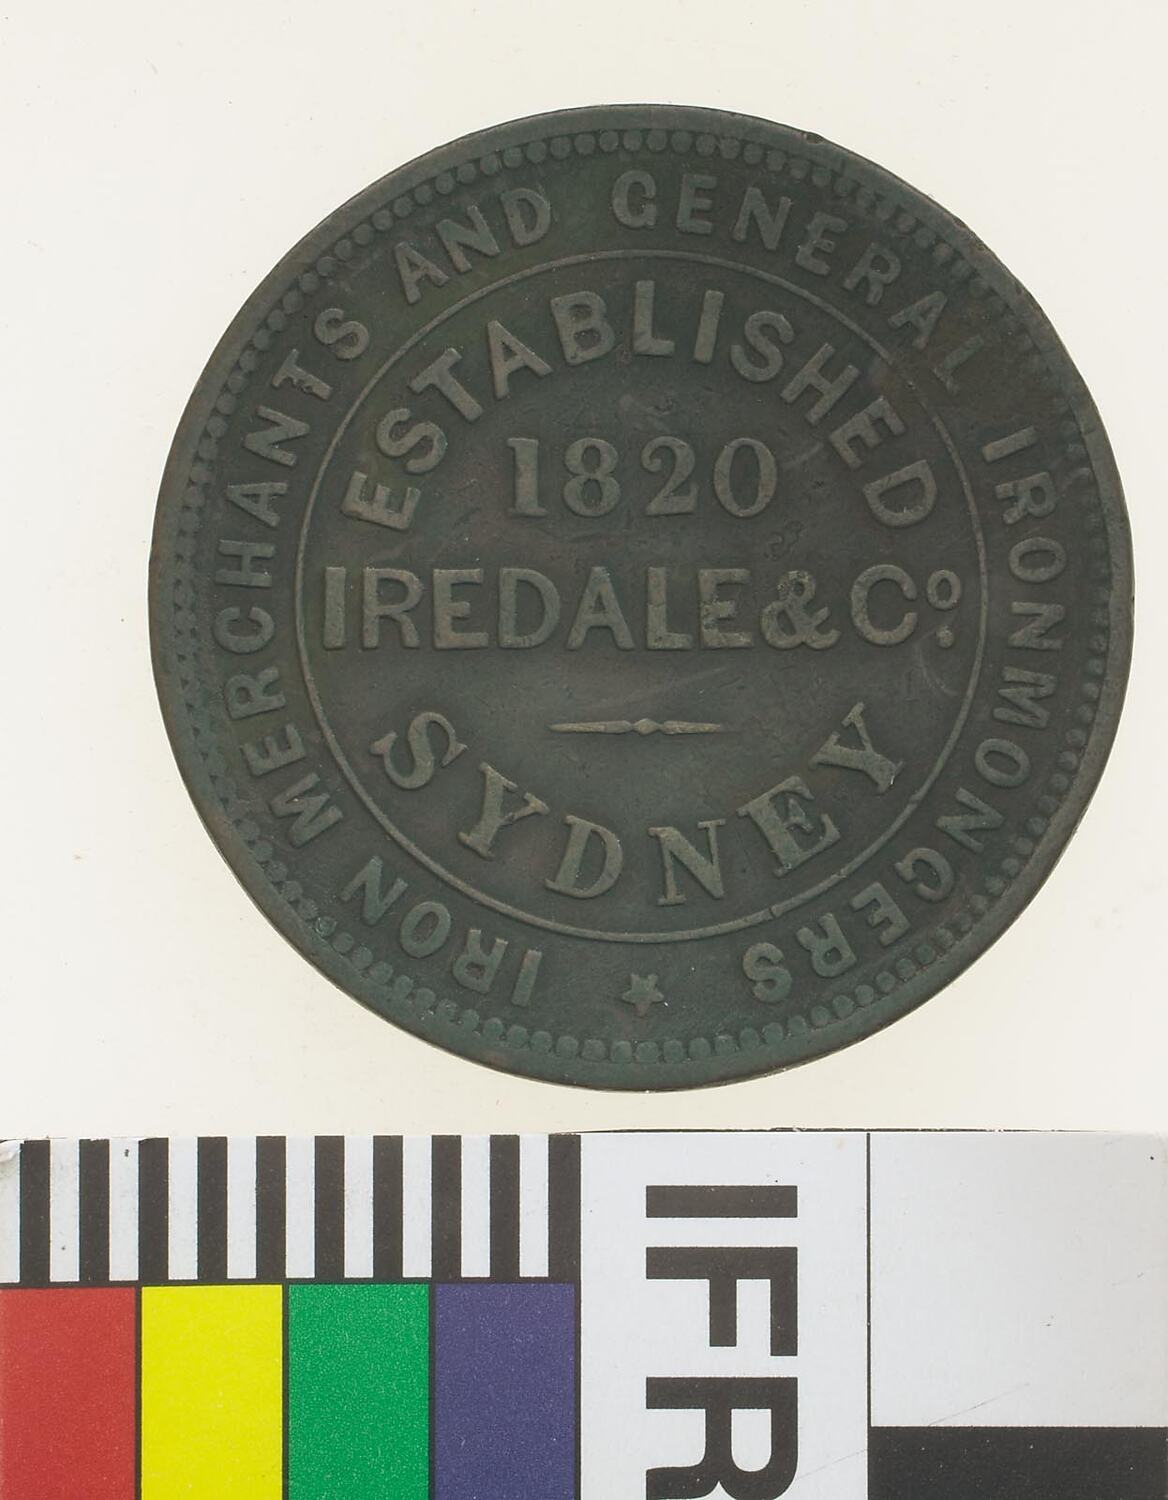 IRON MERCHANTS AND GENERAL IRONMONGERS
ESTABLISHED
1820
IREDALE & Co.
SYDNEY
IFR